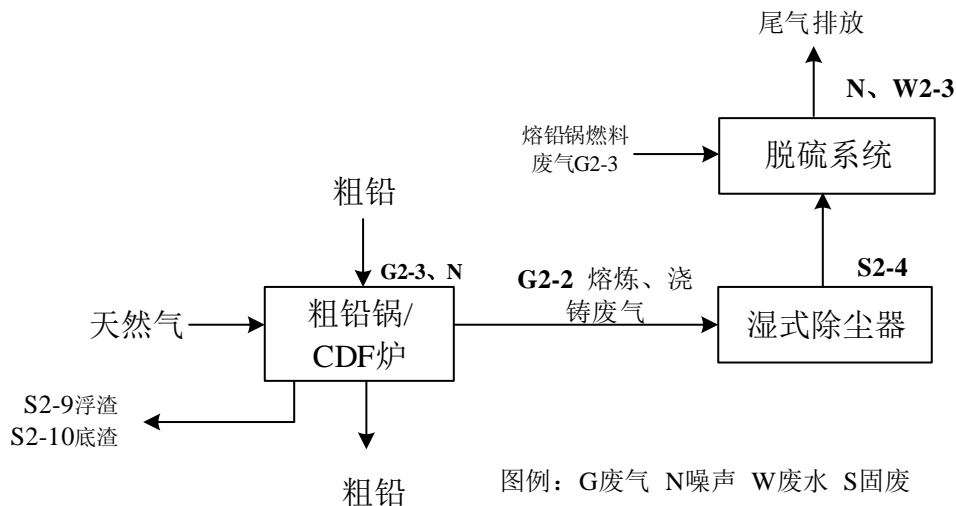 尾气排放
N、W2-3
熔铅锅燃料
废气G2-3
脱硫系统
粗铅
G2-3、N
G2-2 熔炼、浇
铸废气
S2-4
天然气
粗铅锅/
CDF炉
湿式除尘器
S2-9浮渣
S2-10底渣
粗铅
图例：G废气 N噪声 W废水 S固废